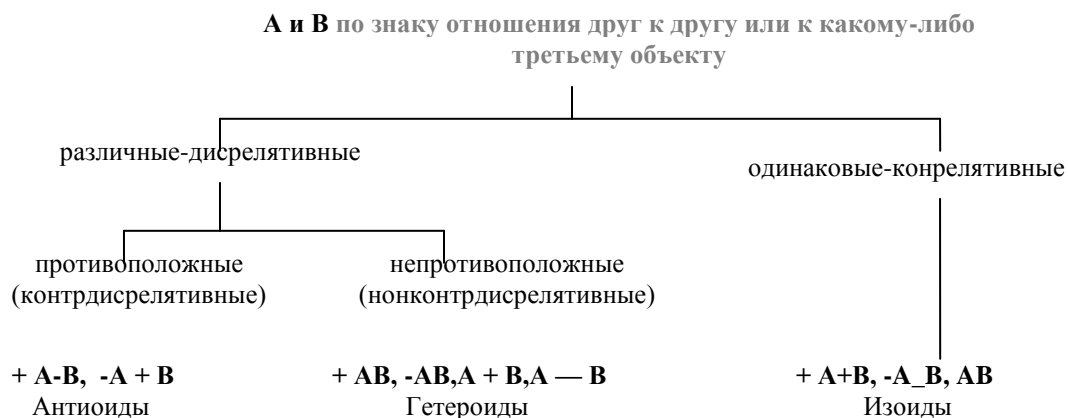 А и В по знаку отношения друг к другу или к какому-либо
третьему объекту
различные-дисрелятивные
одинаковые-конрелятивные
противоположные
(контрдисрелятивные)
непротивоположные
(нонконтрдисрелятивные)
+ А-В, -А + В
Антиоиды
+ АВ, -АВ,А + В,А — В
Гетероиды
+ А+В, -А_В, АВ
Изоиды